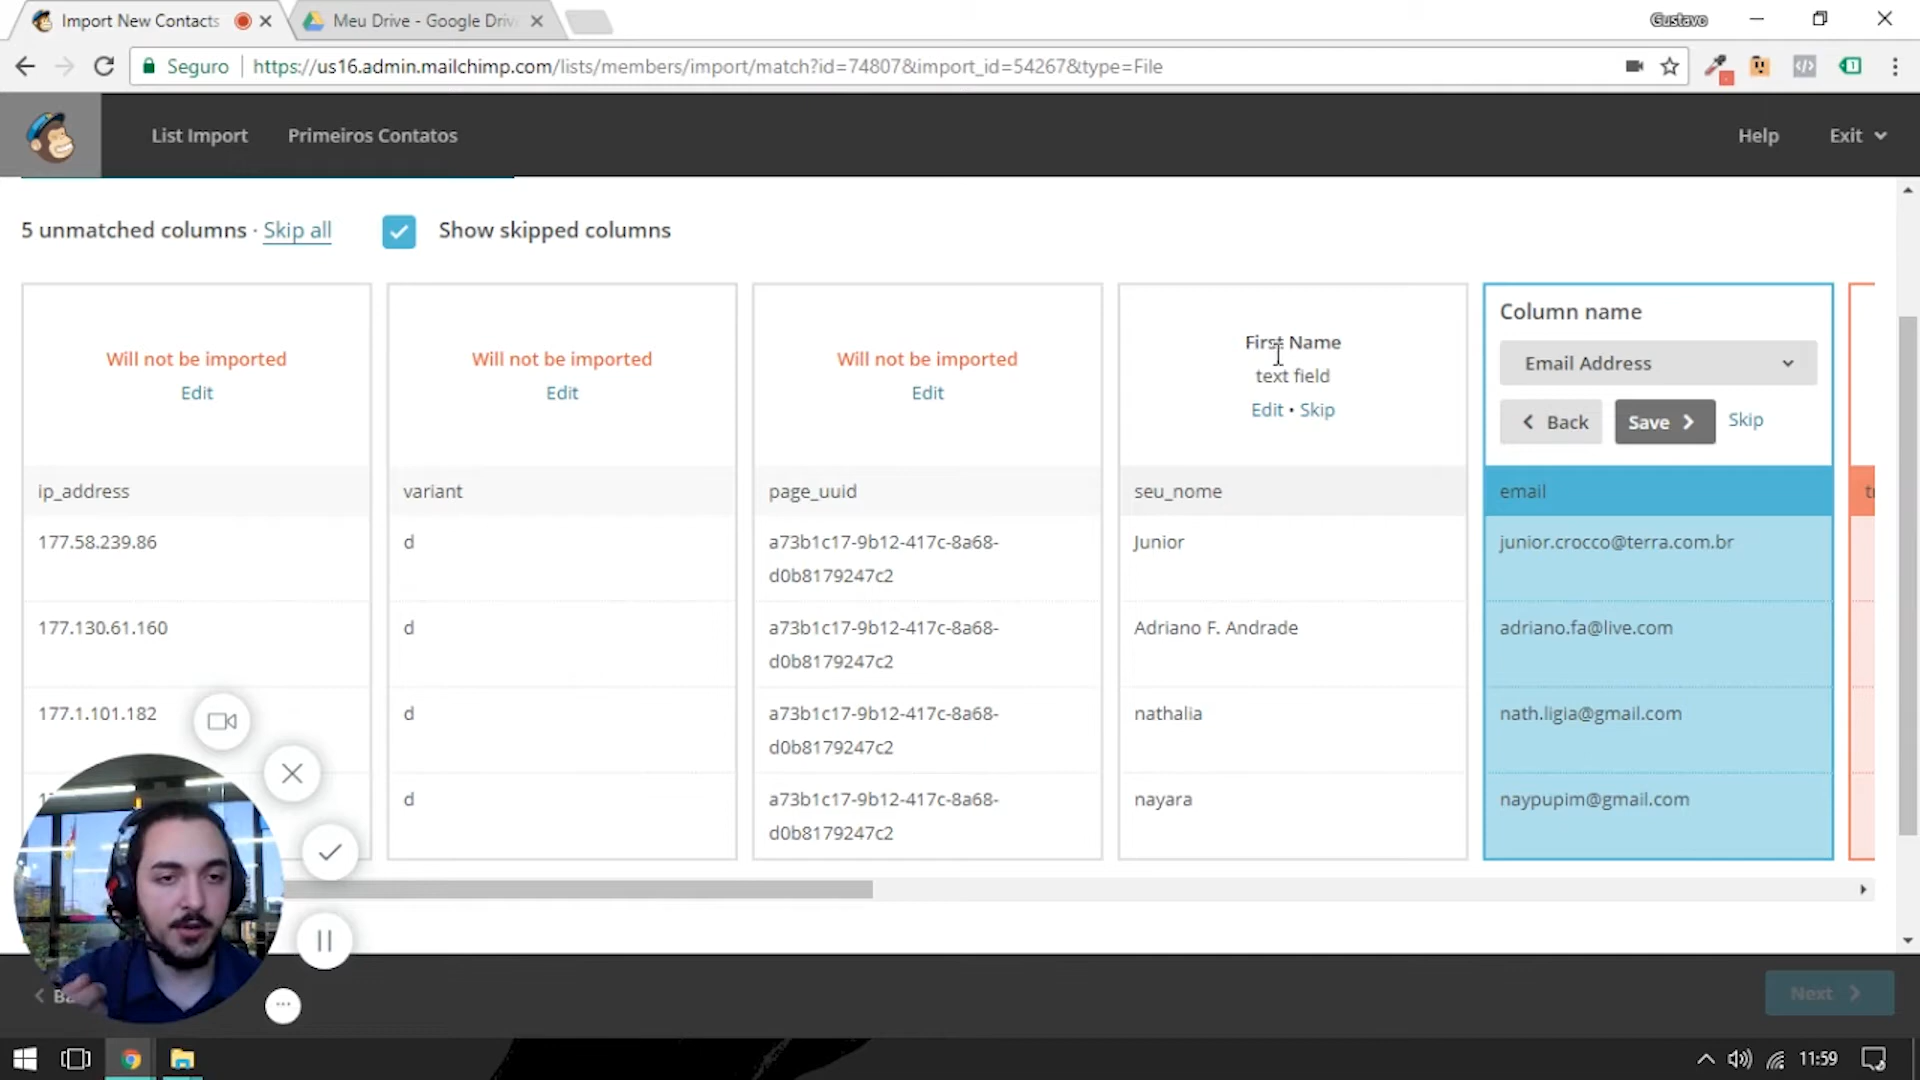 Import New Contacts
Meu Drive - Google Driv
Gustavo
Seguro
https://us16.admin.mailchimp.com/lists/members/import/match?id=74807&import_id=54267&type=File
List Import
Primeiros Contatos
Help
Exit
5 unmatched columns · Skip all
Show skipped columns
Will not be imported
Edit
Will not be imported
Edit
Will not be imported
Edit
First Name
text field
Edit • Skip
Column name
Email Address
Back
Save
Skip
ip_address
variant
page_uuid
seu_nome
email
177.58.239.86
d
a73b1c17-9b12-417c-8a68-
d0b8179247c2
Junior
junior.crocco@terra.com.br
177.130.61.160
d
a73b1c17-9b12-417c-8a68-
d0b8179247c2
Adriano F. Andrade
adriano.fa@live.com
177.1.101.182
d
a73b1c17-9b12-417c-8a68-
d0b8179247c2
nathalia
nath.ligia@gmail.com
d
a73b1c17-9b12-417c-8a68-
d0b8179247c2
nayara
naypupim@gmail.com
Next
11:59